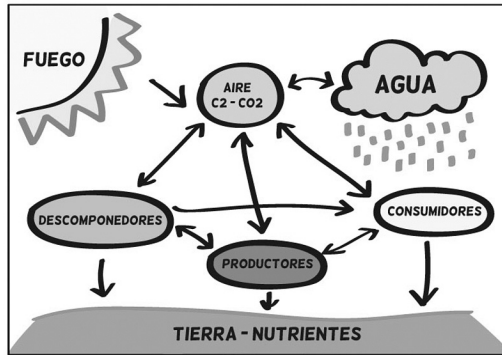 FUEGO
AIRE
C2 - CO2
AGUA
DESCOMPONEDORES
CONSUMIDORES
PRODUCTORES
TIERRA - NUTRIENTES